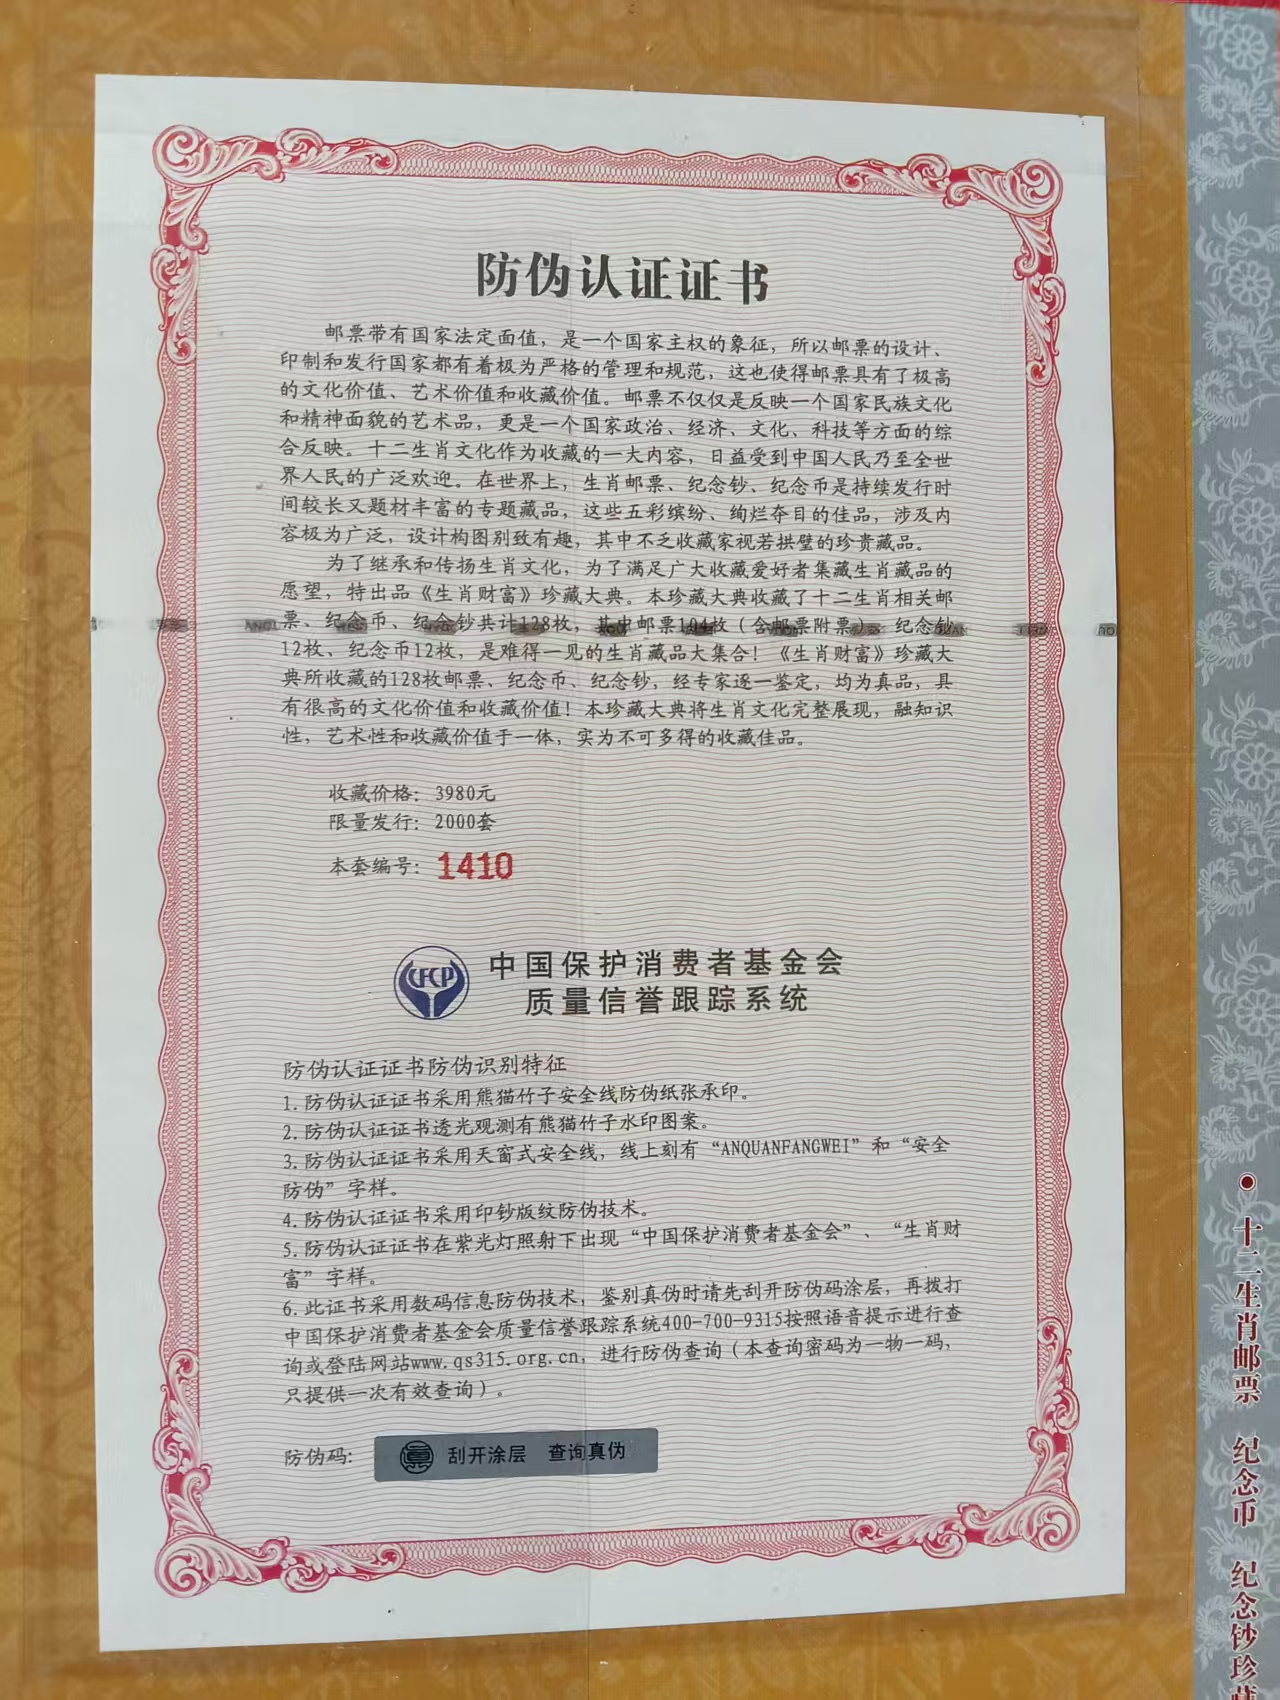 防伪认证证书
邮票带有国家法定面值，是一个国家主权的象征，所以邮票的设计、
印制和发行国家都有着极为严格的管理和规范，这也使得邮票具有了极高
的文化价值、艺术价值和收藏价值。邮票不仅仅是反映一个国家民族文化
和精神面貌的艺术品，更是一个国家政治、经济、文化、科技等方面的综
合反映。十二生肖文化作为收藏的一大内容，日益受到中国人民乃至全世
界人民的广泛欢迎。在世界上，生肖邮票、纪念钞、纪念币是持续发行时
间较长又题材丰富的专题藏品，这些五彩缤纷、绚烂夺目的佳品，涉及内
容极为广泛，设计构图别致有趣，其中不乏收藏家视若拱璧的珍贵藏品。
为了继承和传扬生肖文化，为了满足广大收藏爱好者集藏生肖藏品的
愿望，特出品《生肖财富》珍藏大典。本珍藏大典收藏了十二生肖相关邮
票、纪念币、纪念钞共计128枚，其中邮票104枚（含邮票附票）、纪念钞
12枚、纪念币12枚，是难得一见的生肖藏品大集合！《生肖财富》珍藏大
典所收藏的128枚邮票、纪念币、纪念钞，经专家逐一鉴定，均为真品，具
有很高的文化价值和收藏价值！本珍藏大典将生肖文化完整展现，融知识
性，艺术性和收藏价值于一体，实为不可多得的收藏佳品。
收藏价格：3980元
限量发行：2000套
本套编号：1410
CFCP
中国保护消费者基金会
质量信誉跟踪系统
防伪认证证书防伪识别特征
1.防伪认证证书采用熊猫竹子安全线防伪纸张承印。
2.防伪认证证书透光观测有熊猫竹子水印图案。
3.防伪认证证书采用天窗式安全线，线上刻有“ANQUANFANGWEI”和“安全
防伪”字样。
4.防伪认证证书采用印钞版纹防伪技术。
5.防伪认证证书在紫光灯照射下出现“中国保护消费者基金会”、“生肖财
富”字样。
6.此证书采用数码信息防伪技术，鉴别真伪时请先刮开防伪码涂层，再拨打
中国保护消费者基金会质量信誉跟踪系统400-700-9315按照语音提示进行查
询或登陆网站www.qs315.org.cn，进行防伪查询（本查询密码为一物一码，
只提供一次有效查询）。
防伪码：
刮开涂层 查询真伪
十二生肖邮票 纪念币 纪念钞珍藏